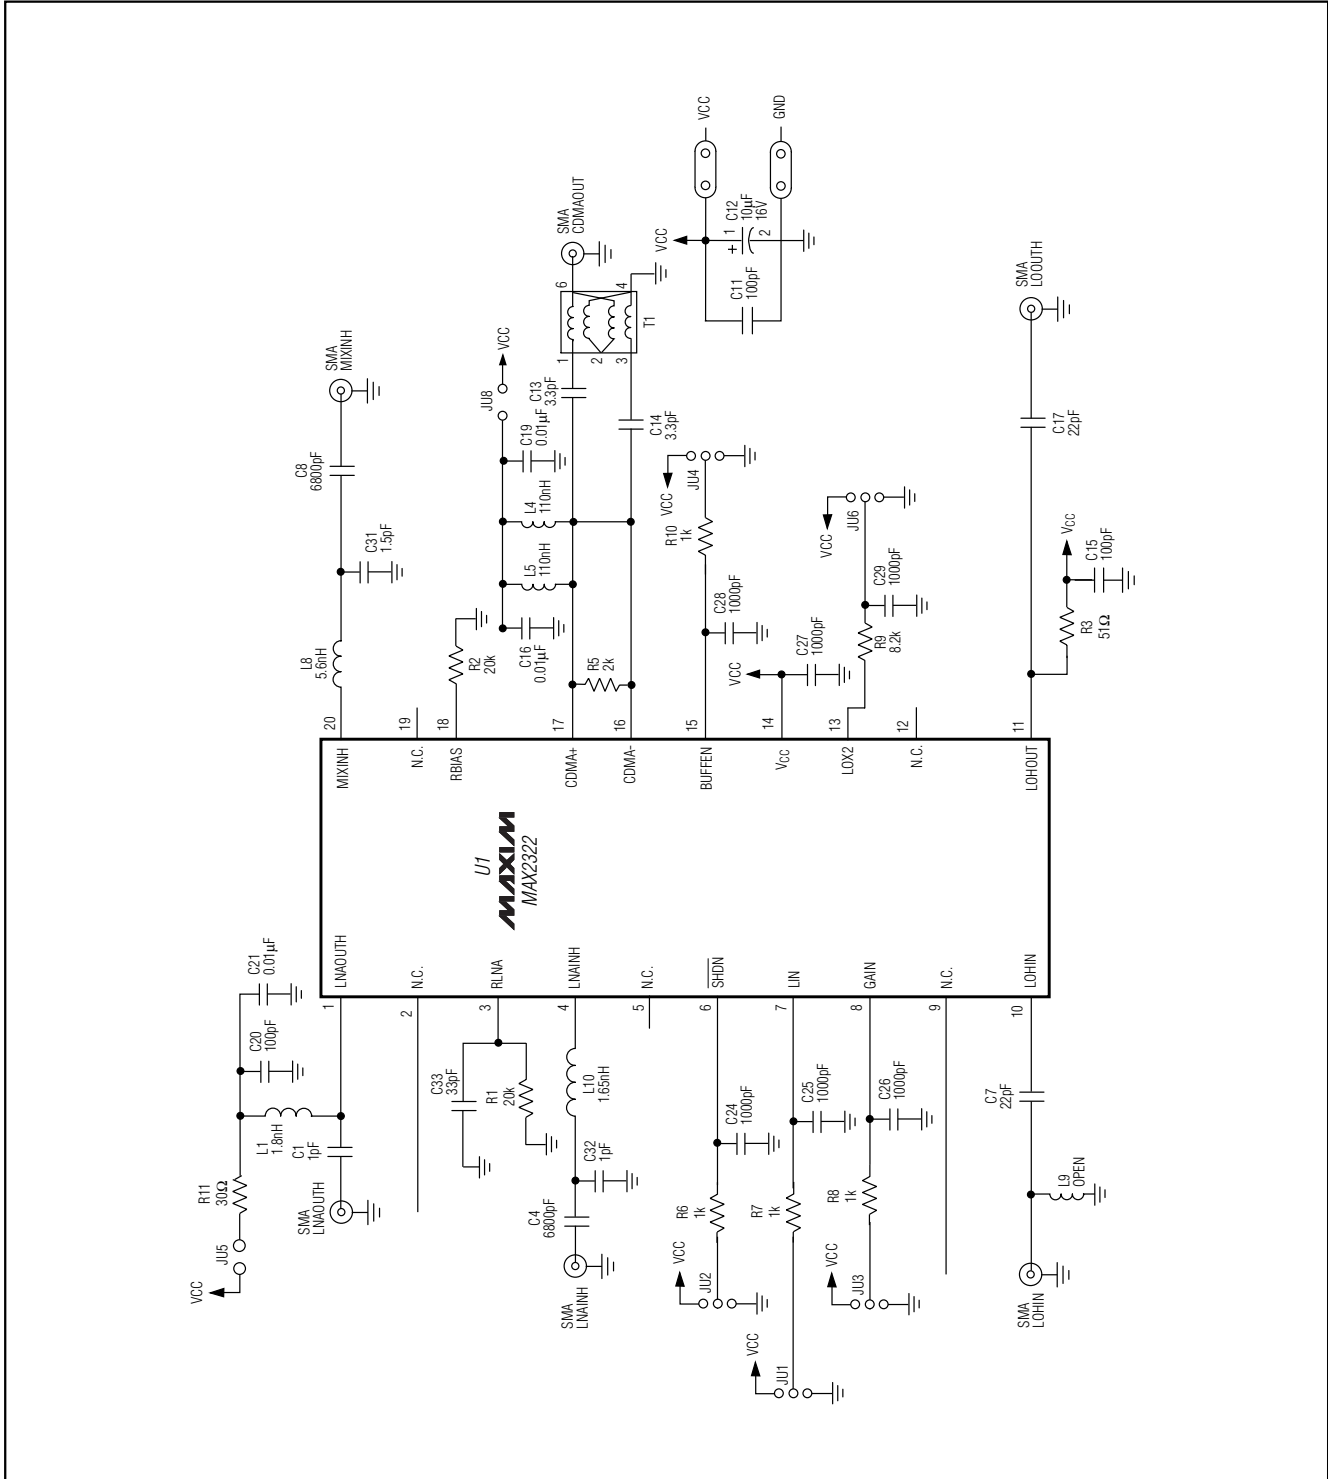 VCC
JU5
R11
30Ω
L1
1.8nH
C20
100pF
C21
0.01µF
C1
1pF
SMA
LNAOUTH
1
LNAOUTH
2
N.C.
C33
33pF
R1
20k
3
RLNA
SMA
LNAINH
C4
6800pF
C32
1pF
L10
1.65nH
4
LNAINH
5
N.C.
VCC
JU2
R6
1k
C24
1000pF
6
SHDN
VCC
JU1
R7
1k
C25
1000pF
7
LIN
VCC
JU3
R8
1k
C26
1000pF
8
GAIN
9
N.C.
SMA
LOHIN
L9
OPEN
C7
22pF
10
LOHIN
U1
MAXIM
MAX2322
MIXINH
20
L8
5.6nH
C31
1.5pF
C8
6800pF
SMA
MIXINH
N.C.
19
RBIAS
18
R2
20k
C16
0.01µF
L5
110nH
L4
110nH
C19
0.01µF
JU8
VCC
CDMA+
17
R5
2k
CDMA-
16
C13
3.3pF
C14
3.3pF
1
2
3
6
4
T1
SMA
CDMAOUT
BUFFEN
15
C28
1000pF
R10
1k
JU4
VCC
VCC
14
VCC
C27
1000pF
LOX2
13
R9
8.2k
C29
1000pF
JU6
VCC
N.C.
12
LOHOUT
11
R3
51Ω
C15
100pF
VCC
C17
22pF
SMA
LOOUTH
C11
100pF
VCC
+
1
2
C12
10µF
16V
VCC
GND